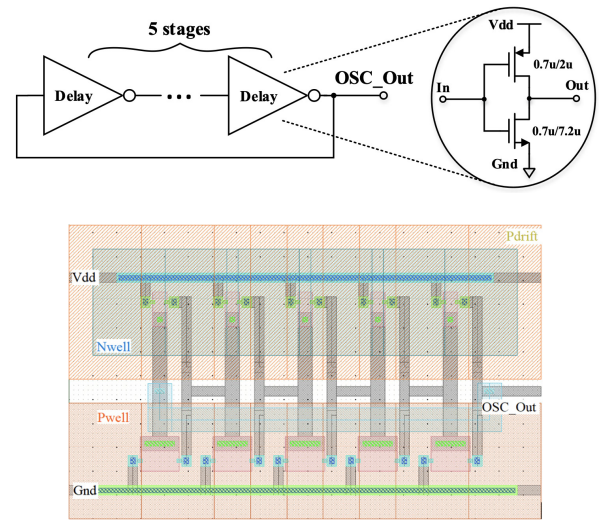 5 stages
Delay
Delay
OSC_Out
Vdd
0.7u/2u
In
Out
0.7u/7.2u
Gnd
Pdrift
Vdd
Nwell
OSC_Out
Pwell
Gnd